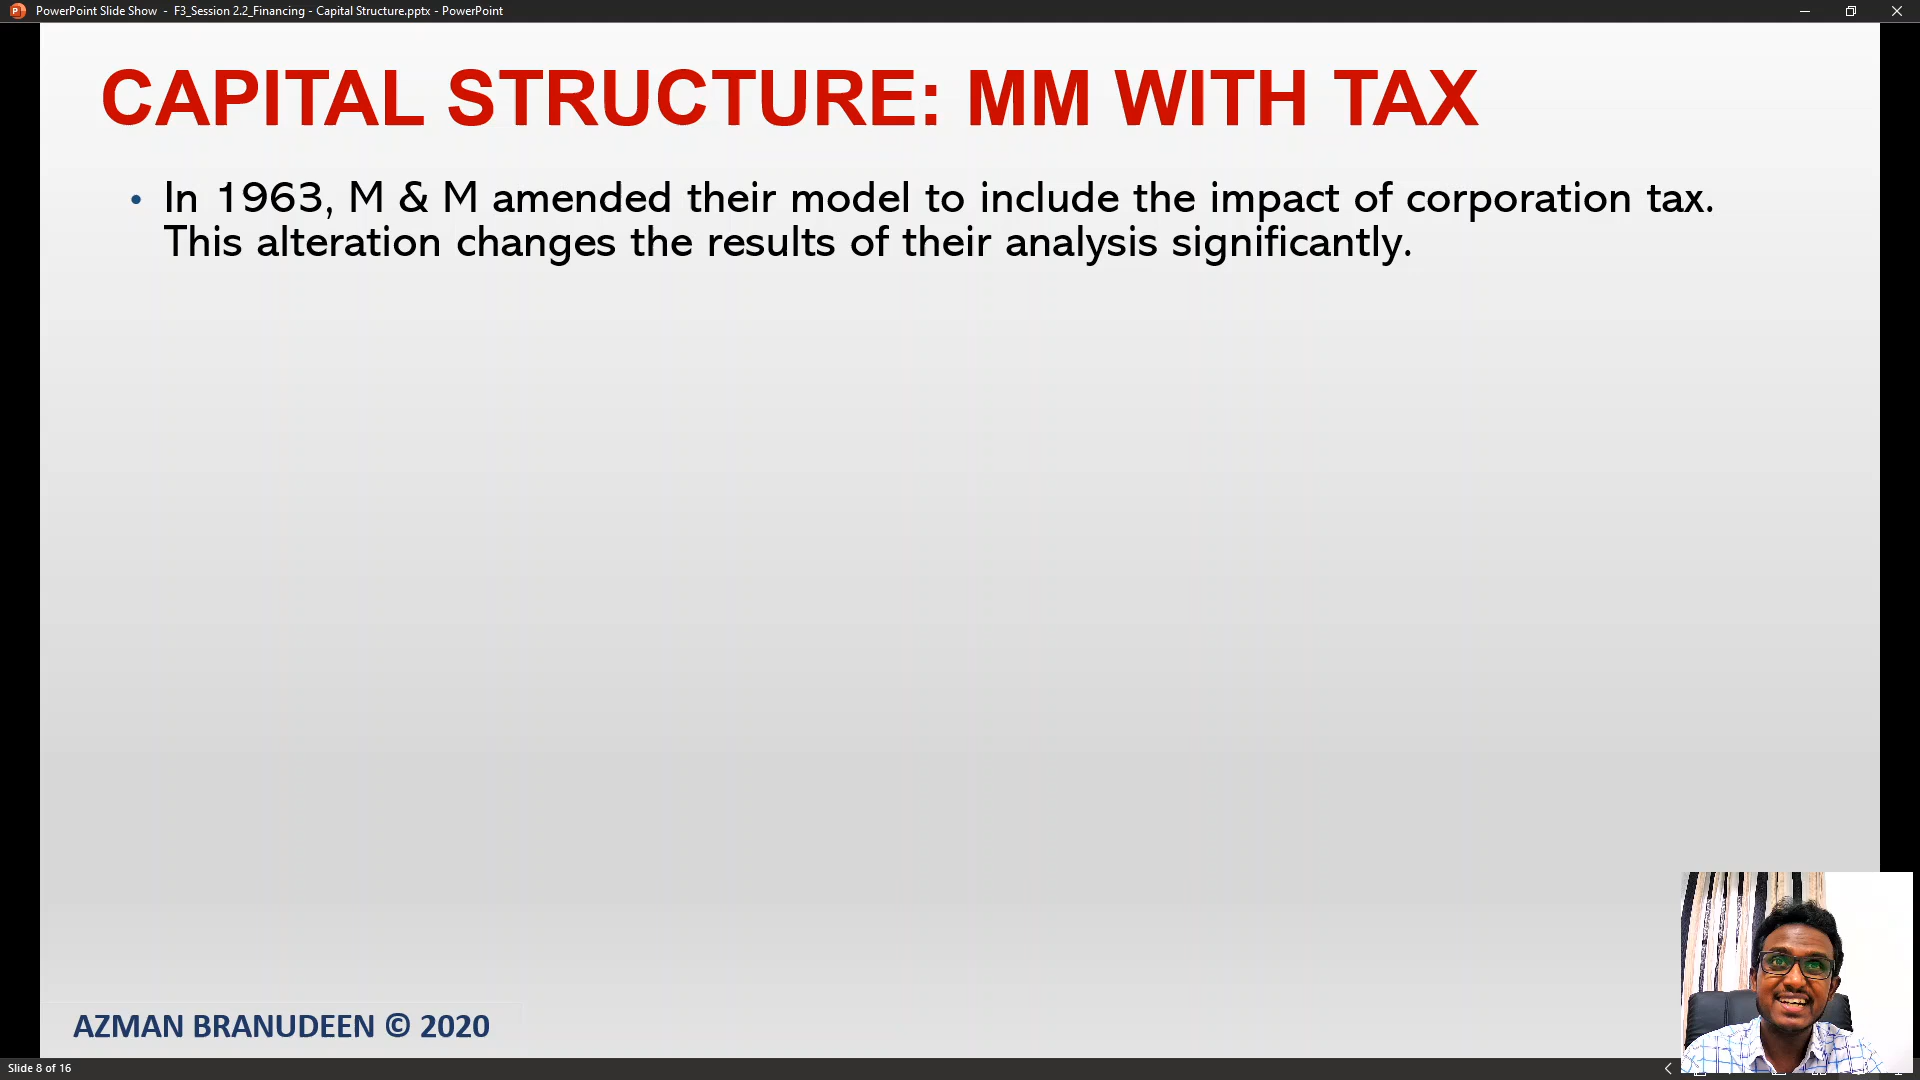 PowerPoint Slide Show - F3_Session 2.2_Financing - Capital Structure.pptx - PowerPoint
CAPITAL STRUCTURE: MM WITH TAX
• In 1963, M & M amended their model to include the impact of corporation tax.
This alteration changes the results of their analysis significantly.
AZMAN BRANUDEEN © 2020
Slide 8 of 16